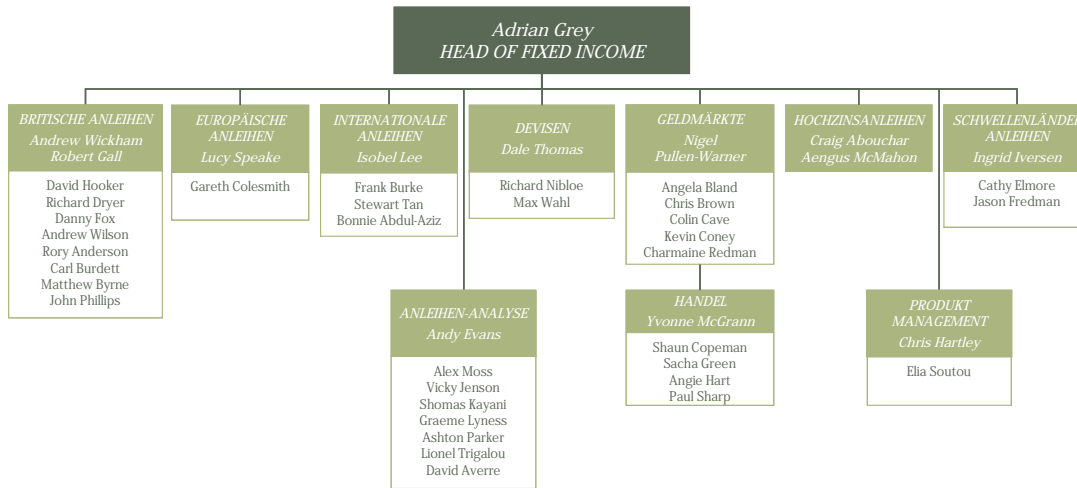 Adrian Grey
HEAD OF FIXED INCOME
BRITISCHE ANLEIHEN
Andrew Wickham
Robert Gall
David Hooker
Richard Dryer
Danny Fox
Andrew Wilson
Rory Anderson
Carl Burdett
Matthew Byrne
John Phillips
EUROPÄISCHE
ANLEIHEN
Lucy Speake
Gareth Colesmith
INTERNATIONALE
ANLEIHEN
Isobel Lee
Frank Burke
Stewart Tan
Bonnie Abdul-Aziz
DEVISEN
Dale Thomas
Richard Nibloe
Max Wahl
GELDMÄRKTE
Nigel
Pullen-Warner
Angela Bland
Chris Brown
Colin Cave
Kevin Coney
Charmaine Redman
HOCHZINSANLEIHEN
Craig Abouchar
Aengus McMahon
SCHWELLENLÄNDER
ANLEIHEN
Ingrid Iversen
Cathy Elmore
Jason Fredman
ANLEIHEN-ANALYSE
Andy Evans
Alex Moss
Vicky Jenson
Shomas Kayani
Graeme Lyness
Ashton Parker
Lionel Trigalou
David Averre
HANDEL
Yvonne McGrann
Shaun Copeman
Sacha Green
Angie Hart
Paul Sharp
PRODUKT
MANAGEMENT
Chris Hartley
Elia Soutou